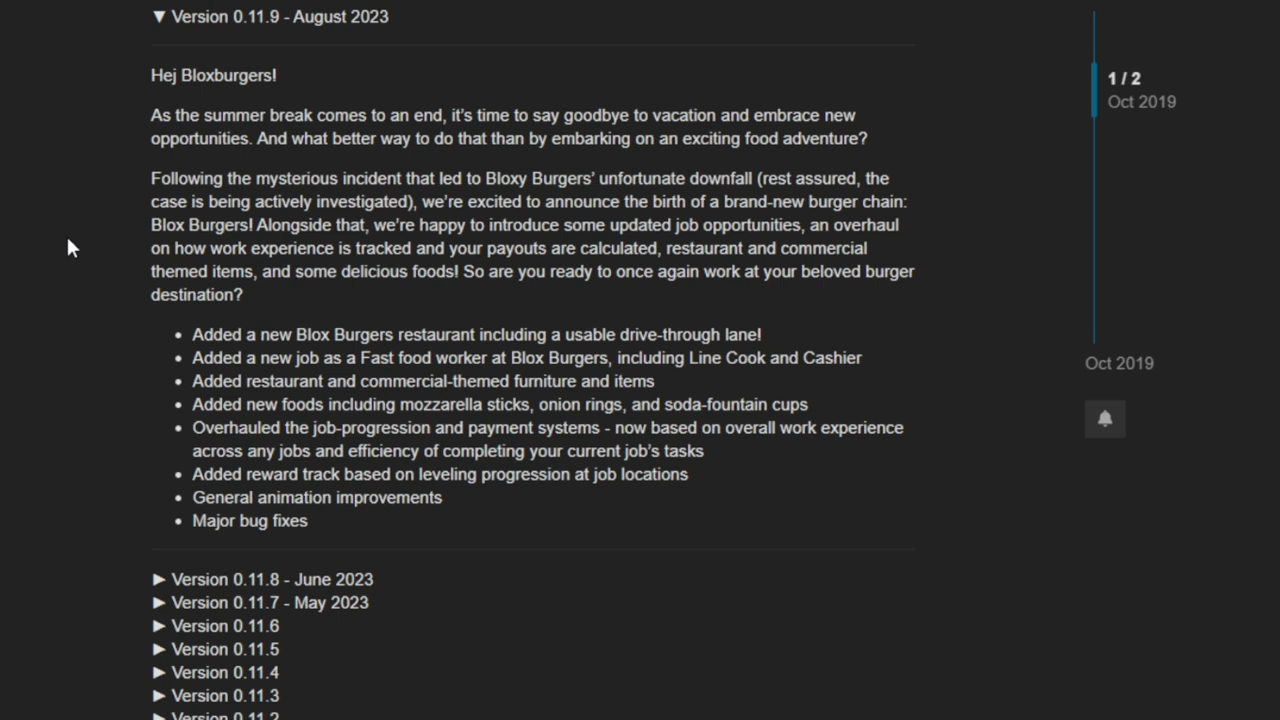 ▼ Version 0.11.9 - August 2023
Hej Bloxburgers!
As the summer break comes to an end, it's time to say goodbye to vacation and embrace new
opportunities. And what better way to do that than by embarking on an exciting food adventure?
Following the mysterious incident that led to Bloxy Burgers' unfortunate downfall (rest assured, the
case is being actively investigated), we're excited to announce the birth of a brand-new burger chain:
Blox Burgers! Alongside that, we're happy to introduce some updated job opportunities, an overhaul
on how work experience is tracked and your payouts are calculated, restaurant and commercial
themed items, and some delicious foods! So are you ready to once again work at your beloved burger
destination?
• Added a new Blox Burgers restaurant including a usable drive-through lane!
• Added a new job as a Fast food worker at Blox Burgers, including Line Cook and Cashier
• Added restaurant and commercial-themed furniture and items
• Added new foods including mozzarella sticks, onion rings, and soda-fountain cups
• Overhauled the job-progression and payment systems - now based on overall work experience
across any jobs and efficiency of completing your current job's tasks
• Added reward track based on leveling progression at job locations
• General animation improvements
• Major bug fixes
► Version 0.11.8 - June 2023
► Version 0.11.7 - May 2023
► Version 0.11.6
► Version 0.11.5
► Version 0.11.4
► Version 0.11.3
► Version 0.11.2
1 / 2
Oct 2019
Oct 2019